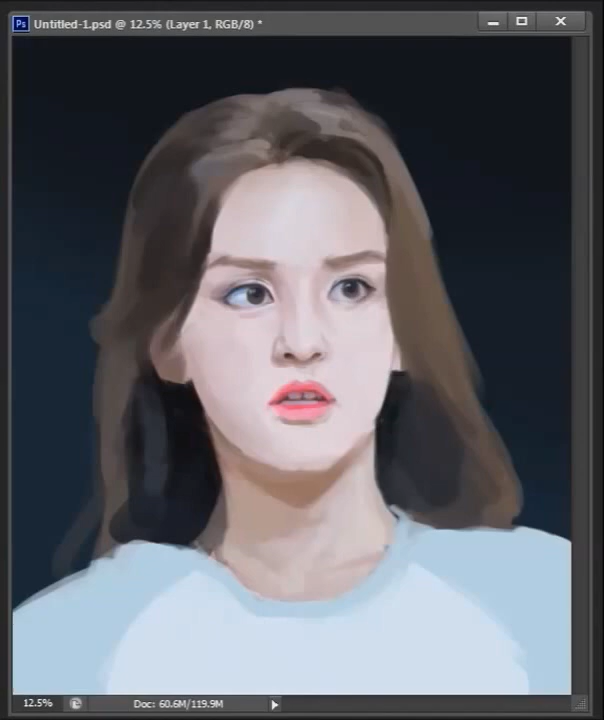 Ps Untitled-1.psd @ 12.5% (Layer 1, RGB/8) *
12.5% Doc: 60.6M/119.9M